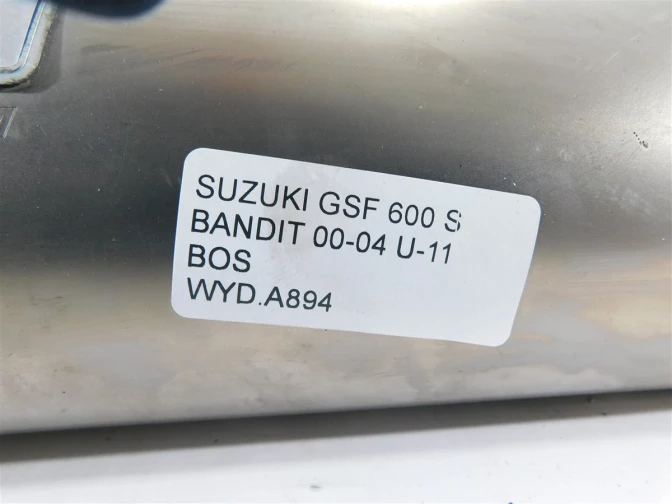 SUZUKI GSF 600 S
BANDIT 00-04 U-11
BOS
WYD.A894